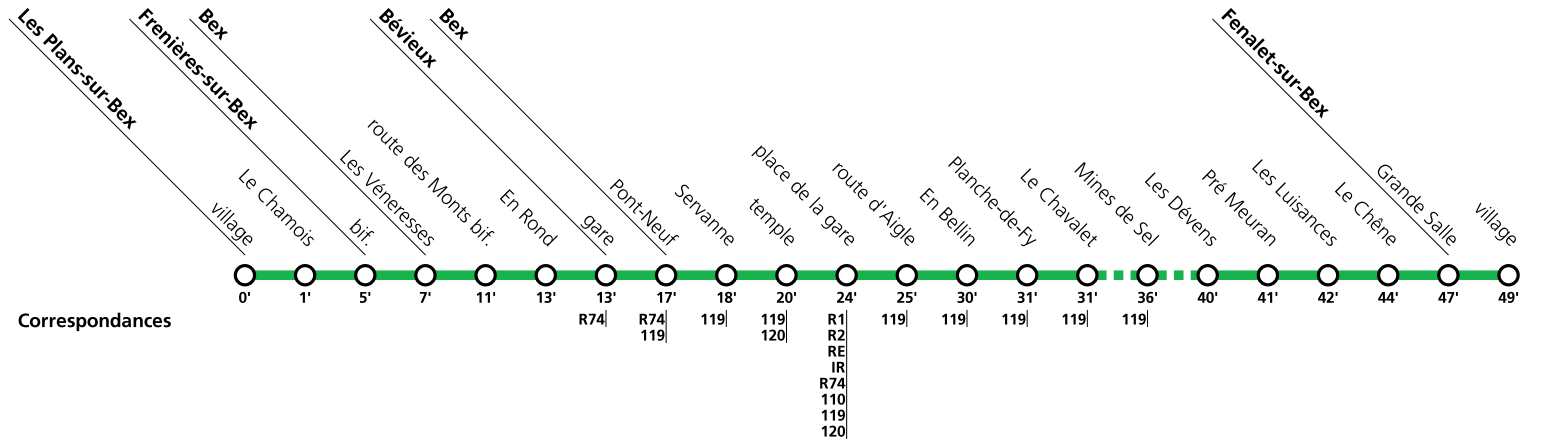 Les Plans-sur-Bex
Frenières-sur-Bex
Bex
Bévieux
Bex
Fenalet-sur-Bex
village
Le Chamois
bif.
Les Véneresses
route des Monts bif.
En Rond
gare
Pont-Neuf
Servanne
temple
place de la gare
route d'Aigle
En Bellin
Planche-de-Fy
Le Chavalet
Mines de Sel
Les Dévens
Pré Meuran
Les Luisances
Le Chêne
Grande Salle
village
0' 1' 5' 7' 11' 13' 13' 17' 18' 20' 24' 25' 30' 31' 31' 36' 40' 41' 42' 44' 47' 49'
Correspondances R74 R74 119 119 R1 119 119 119 119 119
119 120 R2
RE
IR
R74
110
119
120